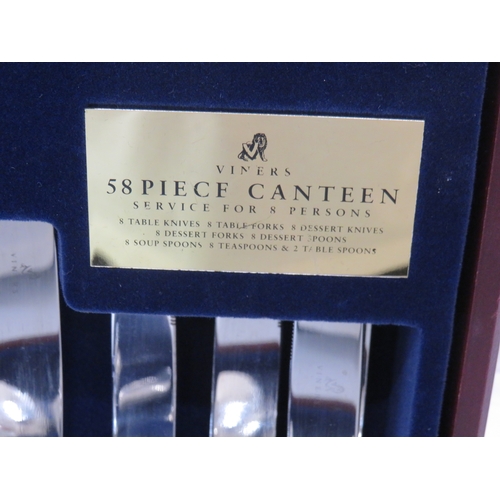 VINERS
58 PIECE CANTEEN
SERVICE FOR 8 PERSONS
8 TABLE KNIVES 8 TABLE FORKS 8 DESSERT KNIVES
8 DESSERT FORKS 8 DESSERT SPOONS
8 SOUP SPOONS 8 TEASPOONS & 2 TABLE SPOONS